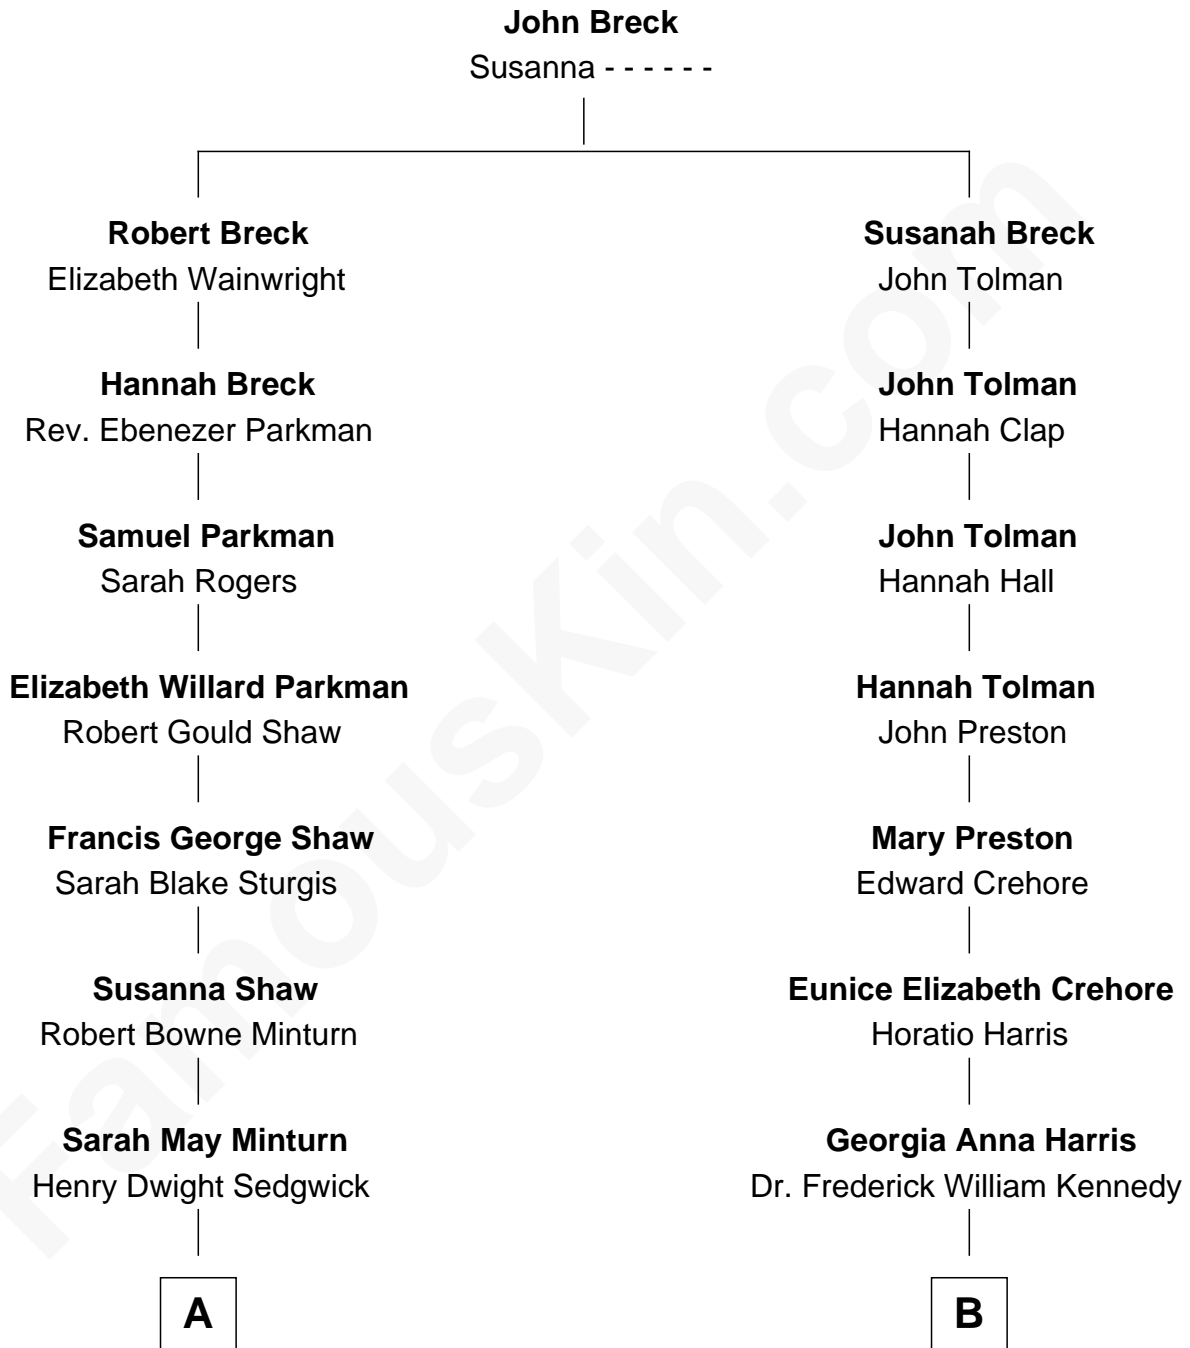 John Breck
Susanna - - - - - -
Robert Breck
Elizabeth Wainwright
Susanah Breck
John Tolman
Hannah Breck
Rev. Ebenezer Parkman
John Tolman
Hannah Clap
Samuel Parkman
Sarah Rogers
John Tolman
Hannah Hall
Elizabeth Willard Parkman
Robert Gould Shaw
Hannah Tolman
John Preston
Francis George Shaw
Sarah Blake Sturgis
Mary Preston
Edward Crehore
Susanna Shaw
Robert Bowne Minturn
Eunice Elizabeth Crehore
Horatio Harris
Sarah May Minturn
Henry Dwight Sedgwick
Georgia Anna Harris
Dr. Frederick William Kennedy
A
B
FamousKin.com